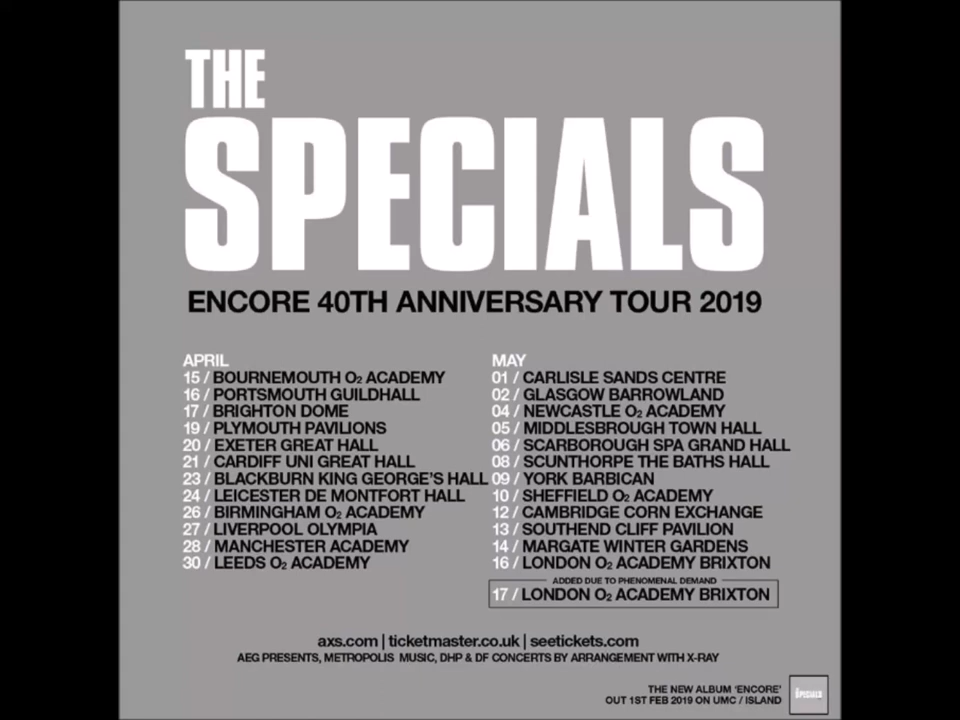 THE
SPECIALS
ENCORE 40TH ANNIVERSARY TOUR 2019
APRIL
15 / BOURNEMOUTH O2 ACADEMY
16 / PORTSMOUTH GUILDHALL
17 / BRIGHTON DOME
19 / PLYMOUTH PAVILIONS
20 / EXETER GREAT HALL
21 / CARDIFF UNI GREAT HALL
23 / BLACKBURN KING GEORGE'S HALL
24 / LEICESTER DE MONTFORT HALL
26 / BIRMINGHAM O2 ACADEMY
27 / LIVERPOOL OLYMPIA
28 / MANCHESTER ACADEMY
30 / LEEDS O2 ACADEMY
MAY
01 / CARLISLE SANDS CENTRE
02 / GLASGOW BARROWLAND
04 / NEWCASTLE O2 ACADEMY
05 / MIDDLESBROUGH TOWN HALL
06 / SCARBOROUGH SPA GRAND HALL
08 / SCUNTHORPE THE BATHS HALL
09 / YORK BARBICAN
10 / SHEFFIELD O2 ACADEMY
12 / CAMBRIDGE CORN EXCHANGE
13 / SOUTHEND CLIFF PAVILION
14 / MARGATE WINTER GARDENS
16 / LONDON O2 ACADEMY BRIXTON
ADDED DUE TO PHENOMENAL DEMAND
17 / LONDON O2 ACADEMY BRIXTON
axs.com | ticketmaster.co.uk | seetickets.com
AEG PRESENTS, METROPOLIS MUSIC, DHP & DF CONCERTS BY ARRANGEMENT WITH X-RAY
THE NEW ALBUM 'ENCORE'
OUT 1ST FEB 2019 ON UMC / ISLAND
SPECIALS